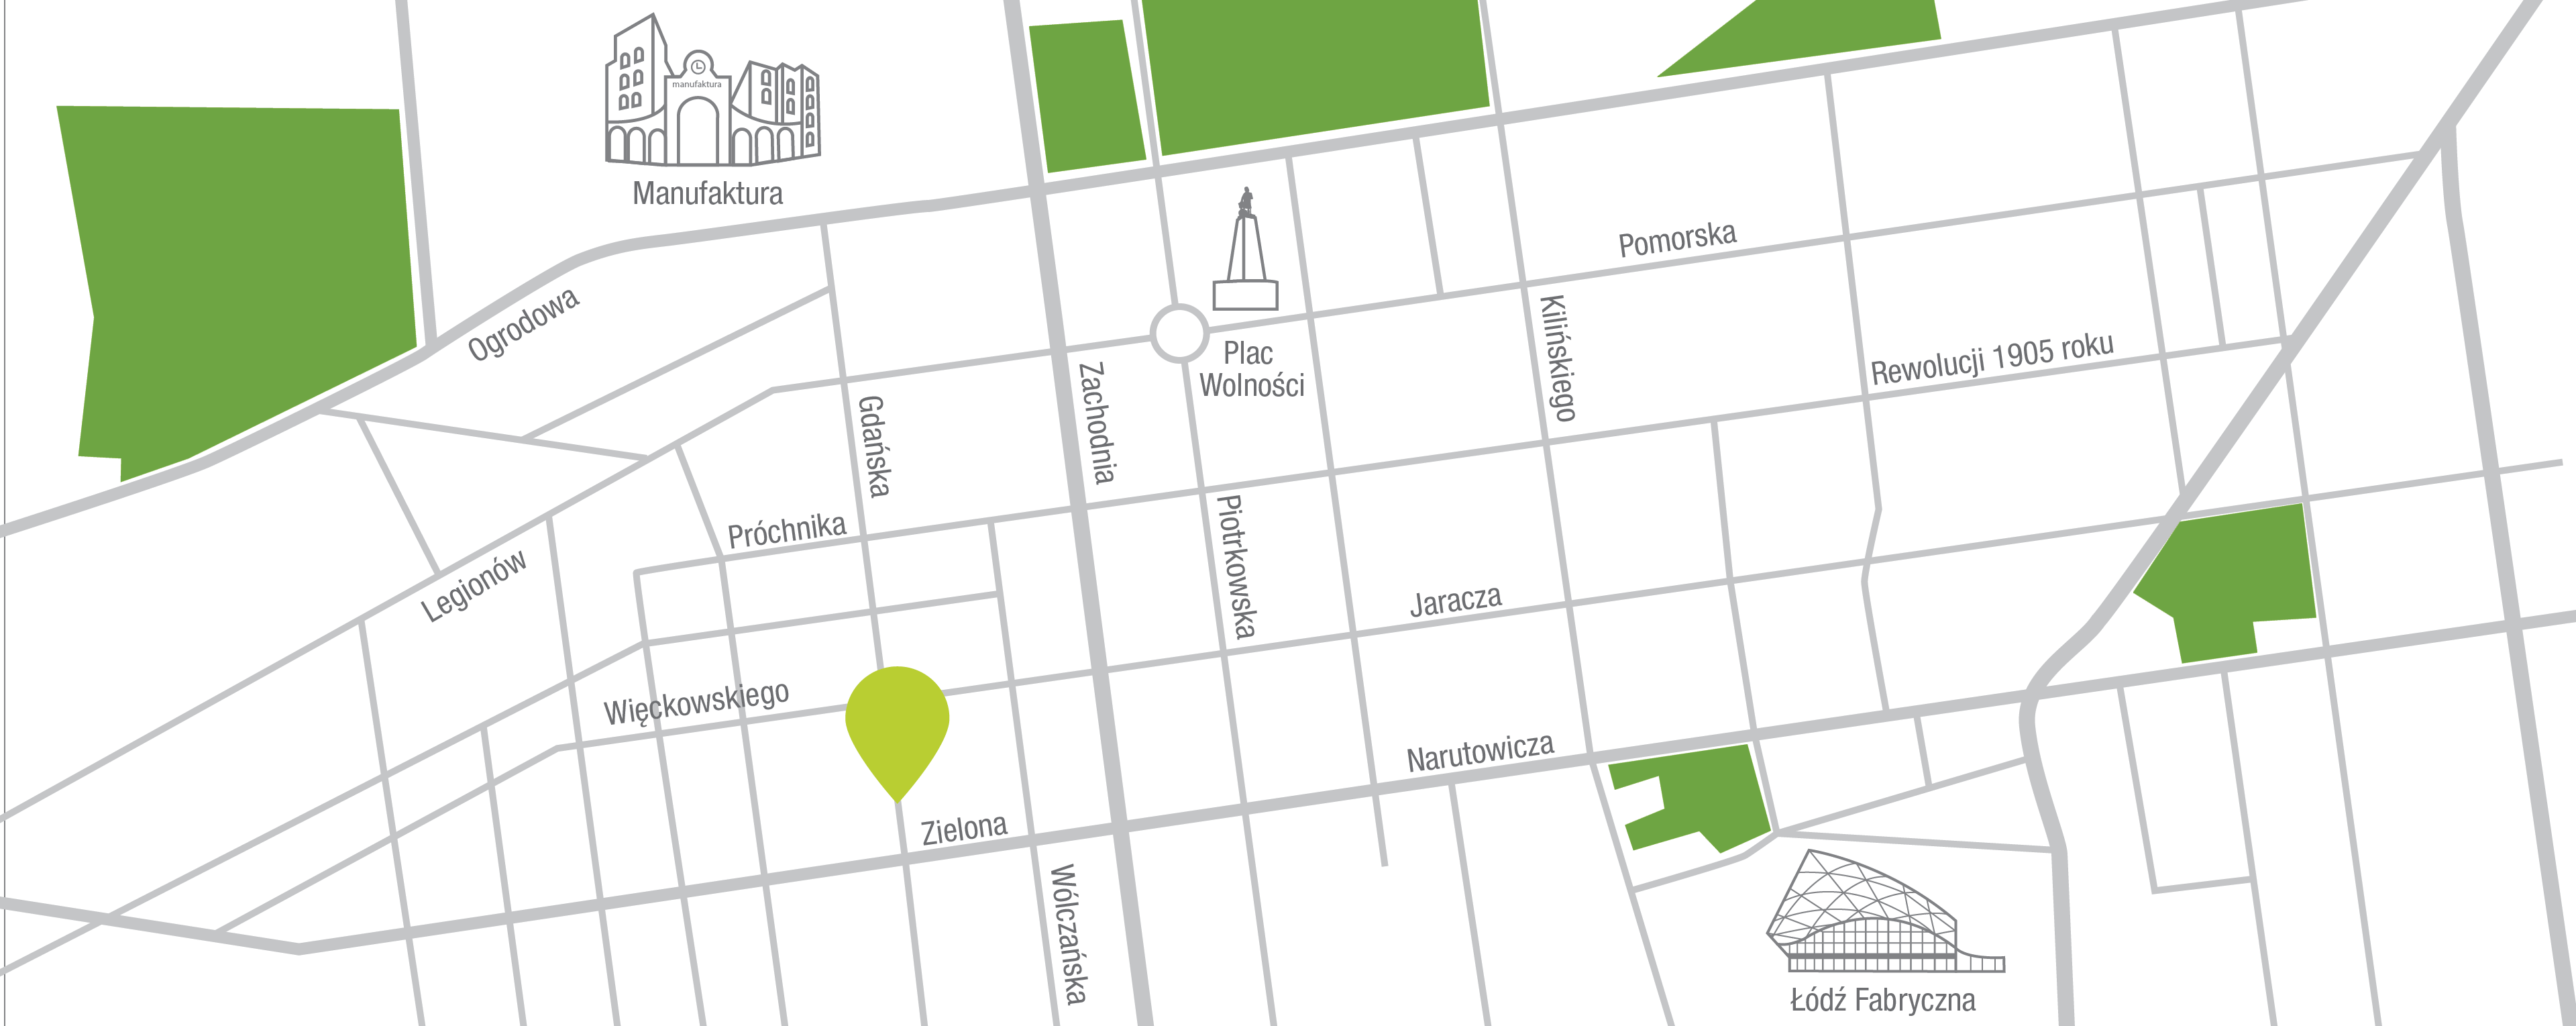 manufaktura
Manufaktura
Ogrodowa
Pomorska
Plac
Wolności
Kilińskiego
Rewolucji 1905 roku
Zachodnia
Gdańska
Próchnika
Piotrkowska
Legionów
Jaracza
Więckowskiego
Narutowicza
Zielona
Wólczańska
Łódź Fabryczna